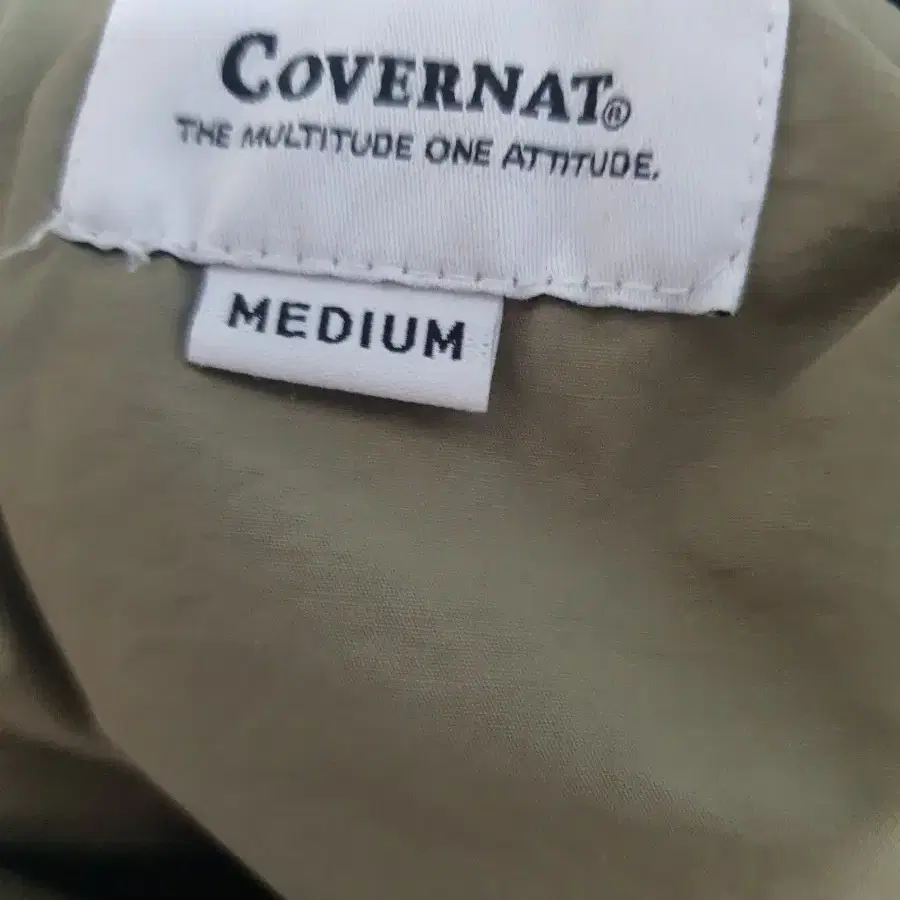 COVERNAT®
THE MULTITUDE ONE ATTITUDE.
MEDIUM